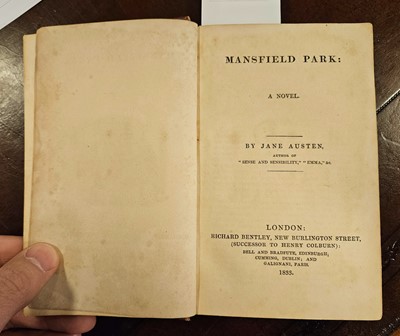 MANSFIELD PARK:
A NOVEL.
BY JANE AUSTEN,
AUTHOR OF
"SENSE AND SENSIBILITY," "EMMA," &c
LONDON:
RICHARD BENTLEY, NEW BURLINGTON STREET,
(SUCCESSOR TO HENRY COLBURN):
BELL AND BRADFUTE, EDINBURGH,
CUMMING, DUBLIN; AND
GALIGNANI, PARIS.
1833.